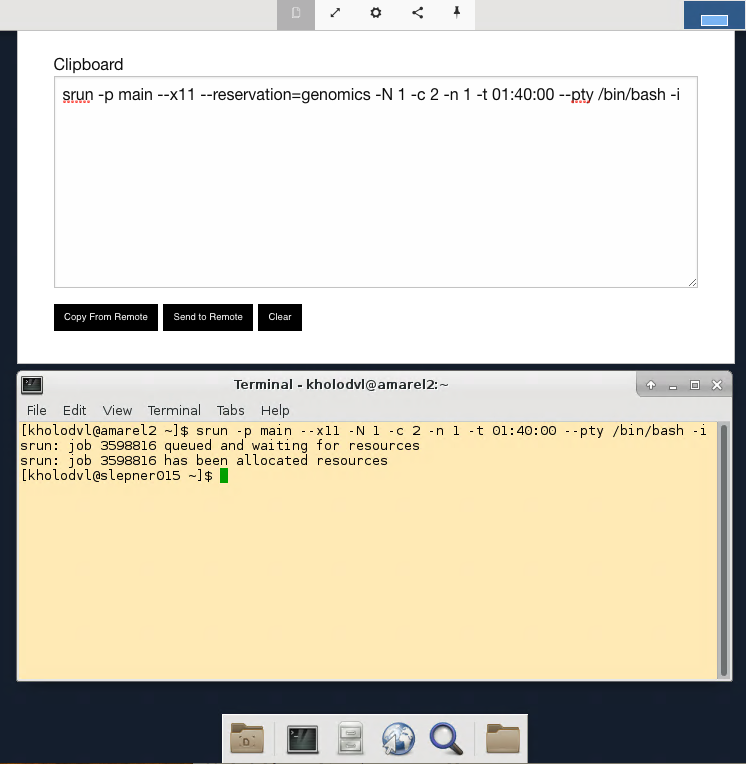 Clipboard
srun -p main --x11 --reservation=genomics -N 1 -c 2 -n 1 -t 01:40:00 --pty /bin/bash -i
Copy From Remote Send to Remote Clear
Terminal - kholodvl@amarel2:~
File Edit View Terminal Tabs Help
[kholodvl@amarel2 ~]$ srun -p main --x11 -N 1 -c 2 -n 1 -t 01:40:00 --pty /bin/bash -i
srun: job 3598816 queued and waiting for resources
srun: job 3598816 has been allocated resources
[kholodvl@slepner015 ~]$